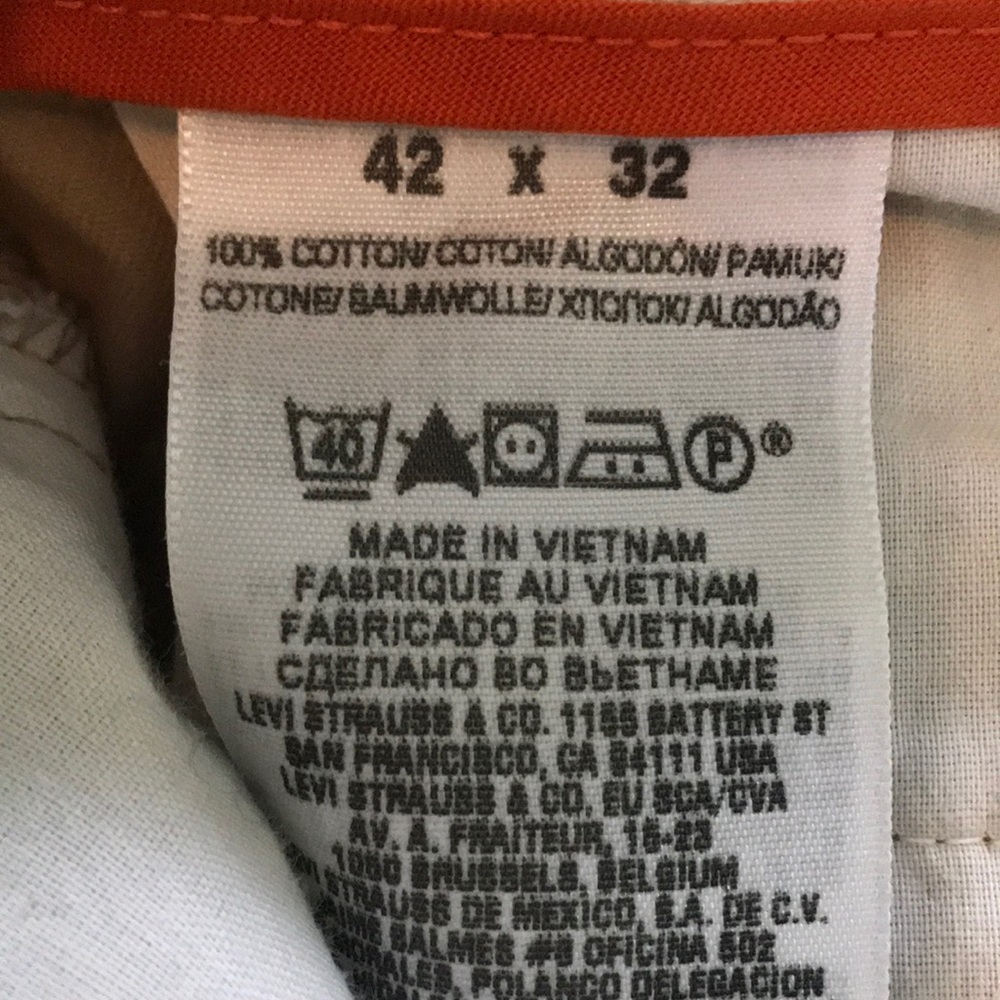 42 X 32
100% COTTON/ COTON/ ALGODÓN/ PAMUK/
COTONE/ BAUMWOLLE/ ХЛОПОК/ ALGODÃO
40
P ®
MADE IN VIETNAM
FABRIQUE AU VIETNAM
FABRICADO EN VIETNAM
СДЕЛАНО ВО ВЬЕТНАМЕ
LEVI STRAUSS & CO. 1155 BATTERY ST
SAN FRANCISCO, CA 94111 USA
LEVI STRAUSS & CO. EU SCA/CVA
AV. A. FRAITEUR, 15-23
1050 BRUSSELS, BELGIUM
STRAUSS DE MEXICO, S.A. DE C.V.
BALMES #8 OFICINA 502
POLANCO DELEGACION